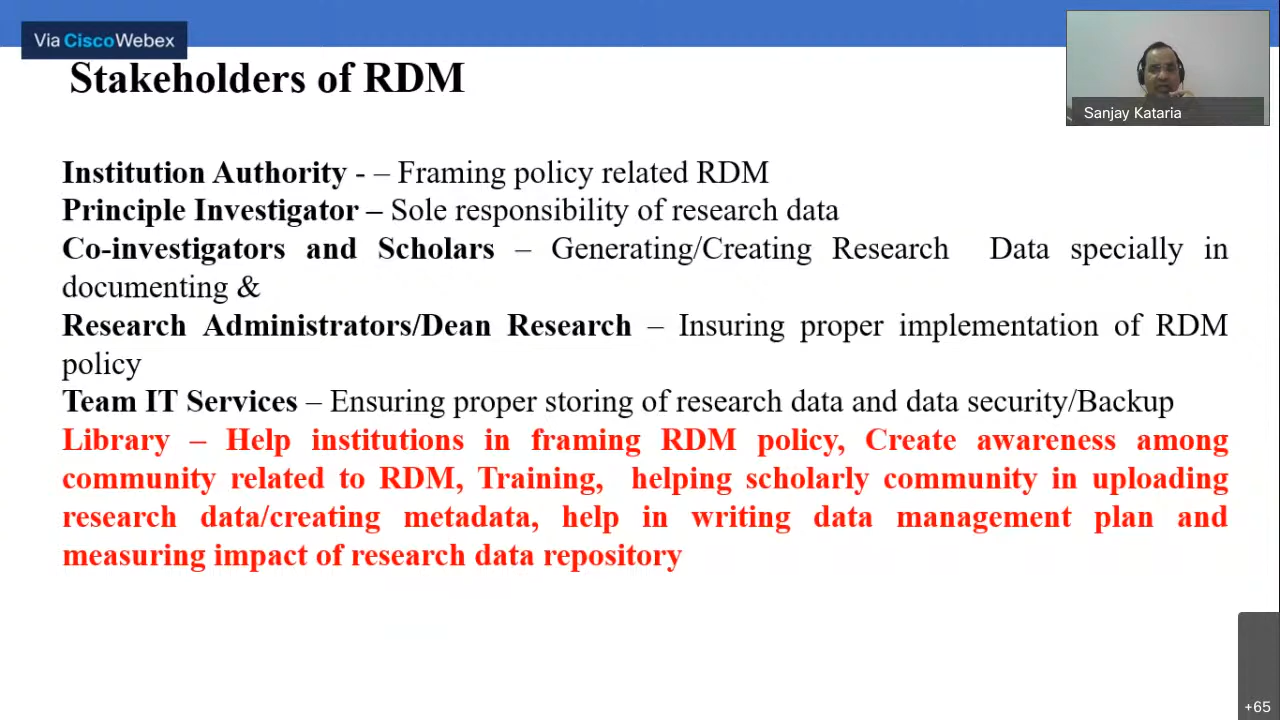 Via CiscoWebex
Stakeholders of RDM
Sanjay Kataria
Institution Authority - – Framing policy related RDM
Principle Investigator – Sole responsibility of research data
Co-investigators and Scholars – Generating/Creating Research Data specially in
documenting &
Research Administrators/Dean Research – Insuring proper implementation of RDM
policy
Team IT Services – Ensuring proper storing of research data and data security/Backup
Library – Help institutions in framing RDM policy, Create awareness among
community related to RDM, Training, helping scholarly community in uploading
research data/creating metadata, help in writing data management plan and
measuring impact of research data repository
+65